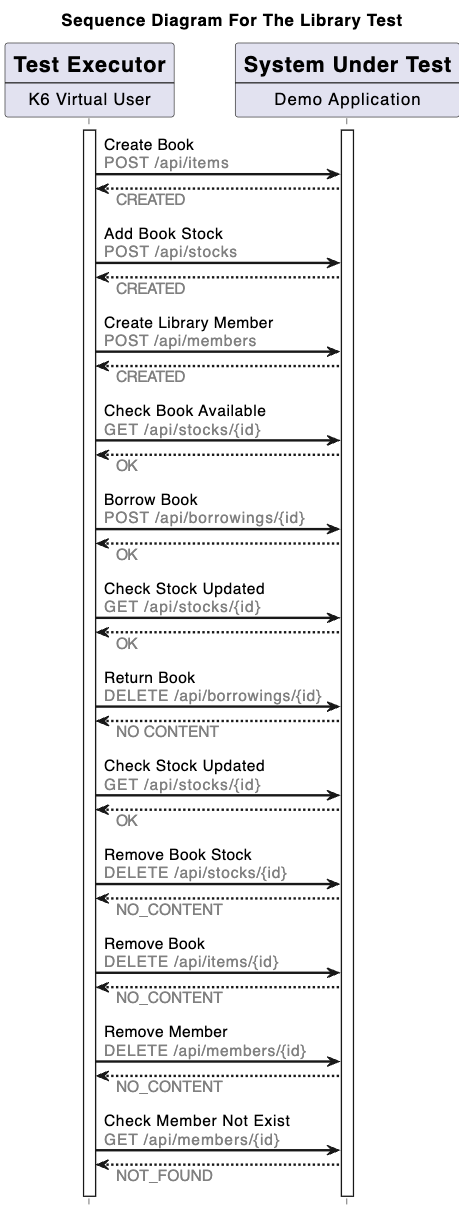 Sequence Diagram For The Library Test
Test Executor
System Under Test
K6 Virtual User
Demo Application
Create Book
POST /api/items
CREATED
Add Book Stock
POST /api/stocks
CREATED
Create Library Member
POST /api/members
CREATED
Check Book Available
GET /api/stocks/{id}
OK
Borrow Book
POST /api/borrowings/{id}
OK
Check Stock Updated
GET /api/stocks/{id}
OK
Return Book
DELETE /api/borrowings/{id}
NO CONTENT
Check Stock Updated
GET /api/stocks/{id}
OK
Remove Book Stock
DELETE /api/stocks/{id}
NO_CONTENT
Remove Book
DELETE /api/items/{id}
NO_CONTENT
Remove Member
DELETE /api/members/{id}
NO_CONTENT
Check Member Not Exist
GET /api/members/{id}
NOT_FOUND